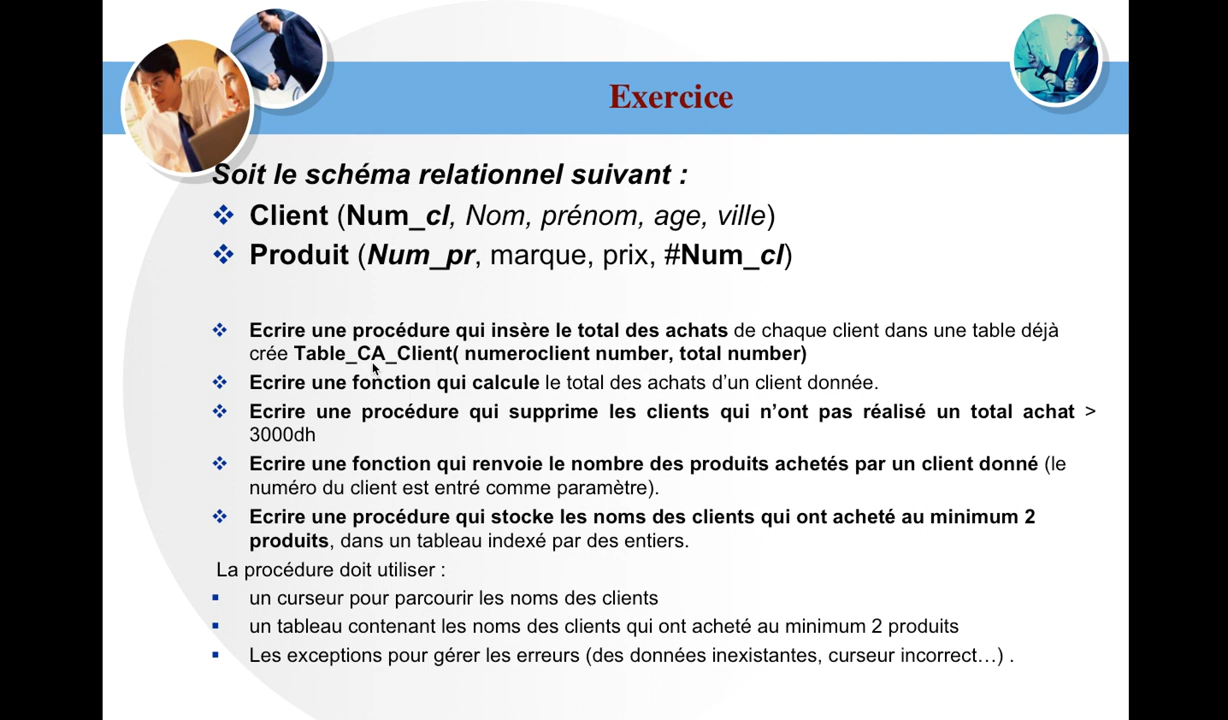 Exercice
Soit le schéma relationnel suivant :
Client (Num_cl, Nom, prénom, age, ville)
Produit (Num_pr, marque, prix, #Num_cl)
Ecrire une procédure qui insère le total des achats de chaque client dans une table déjà
crée Table_CA_Client( numeroclient number, total number)
Ecrire une fonction qui calcule le total des achats d’un client donnée.
Ecrire une procédure qui supprime les clients qui n’ont pas réalisé un total achat >
3000dh
Ecrire une fonction qui renvoie le nombre des produits achetés par un client donné (le
numéro du client est entré comme paramètre).
Ecrire une procédure qui stocke les noms des clients qui ont acheté au minimum 2
produits, dans un tableau indexé par des entiers.
La procédure doit utiliser :
un curseur pour parcourir les noms des clients
un tableau contenant les noms des clients qui ont acheté au minimum 2 produits
Les exceptions pour gérer les erreurs (des données inexistantes, curseur incorrect…) .